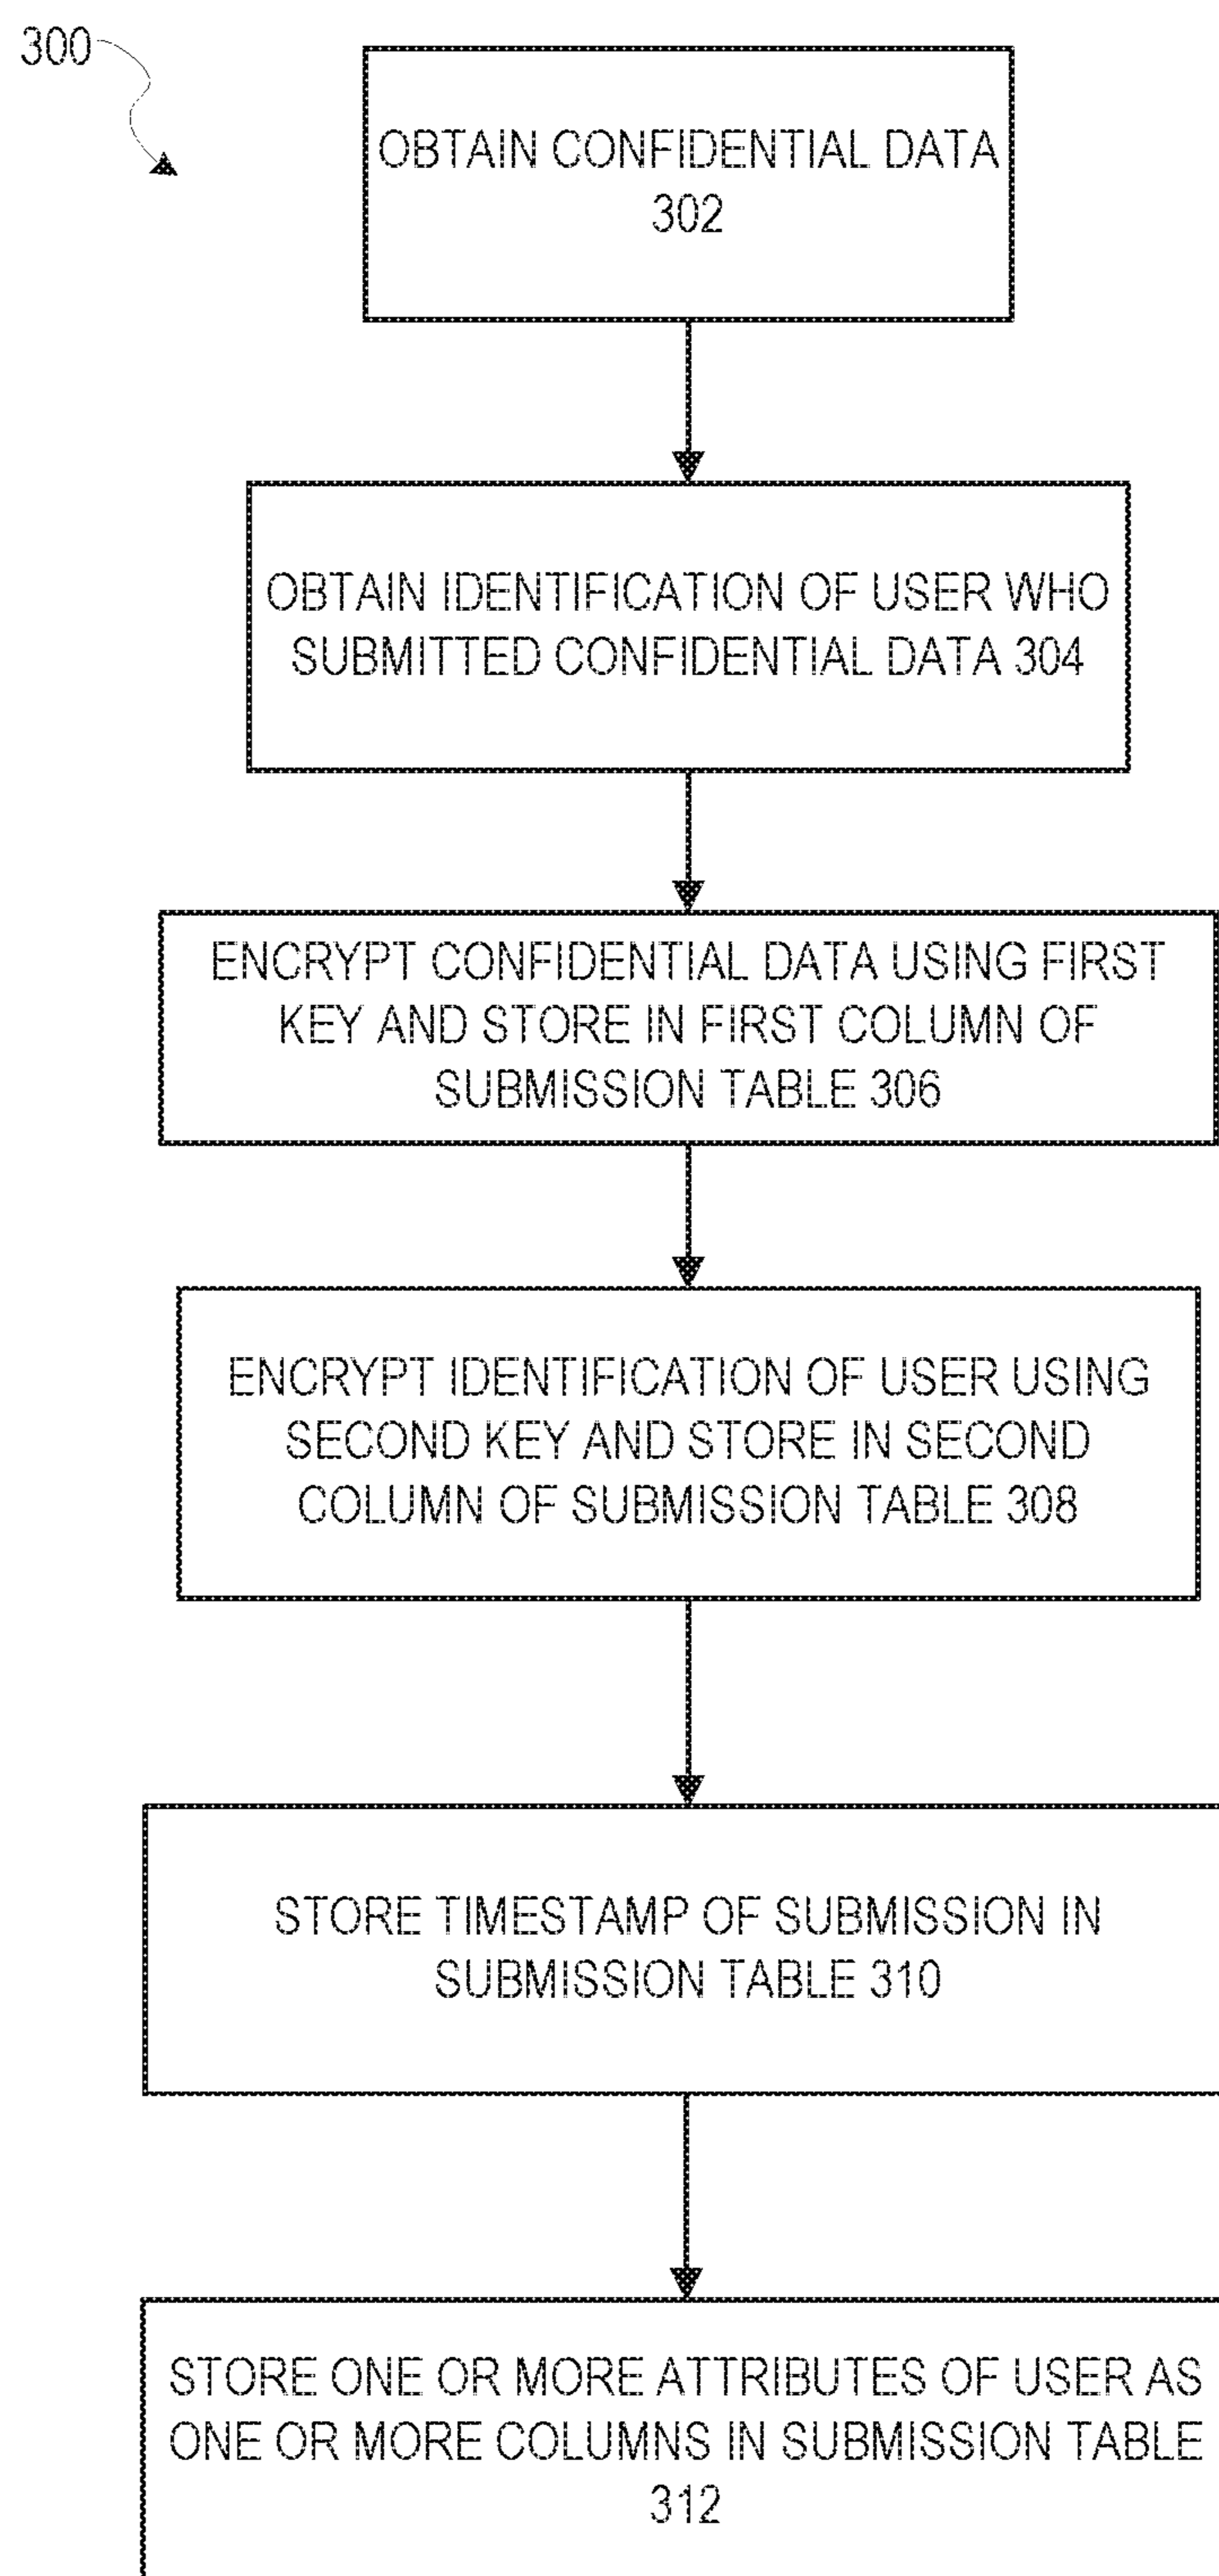 300
OBTAIN CONFIDENTIAL DATA
302
OBTAIN IDENTIFICATION OF USER WHO
SUBMITTED CONFIDENTIAL DATA 304
ENCRYPT CONFIDENTIAL DATA USING FIRST
KEY AND STORE IN FIRST COLUMN OF
SUBMISSION TABLE 306
ENCRYPT IDENTIFICATION OF USER USING
SECOND KEY AND STORE IN SECOND
COLUMN OF SUBMISSION TABLE 308
STORE TIMESTAMP OF SUBMISSION IN
SUBMISSION TABLE 310
STORE ONE OR MORE ATTRIBUTES OF USER AS
ONE OR MORE COLUMNS IN SUBMISSION TABLE
312